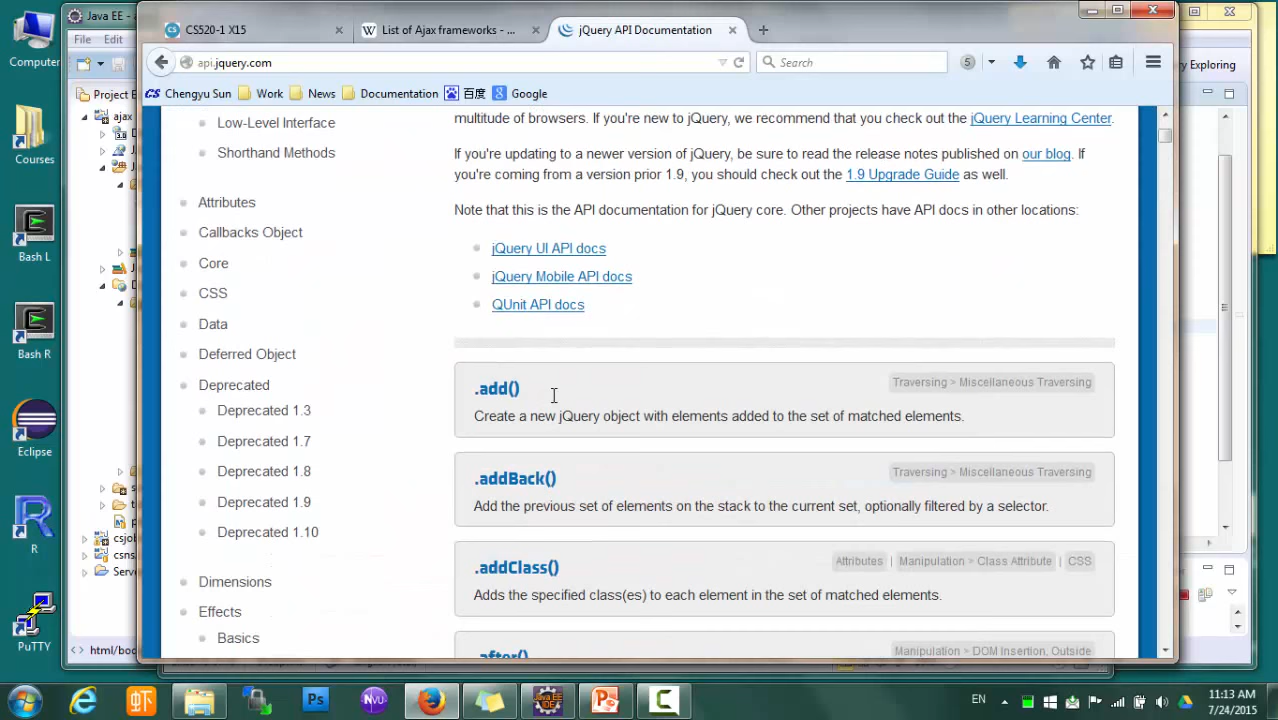 Java EE
CS520-1 X15
List of Ajax frameworks - ...
jQuery API Documentation
File
Edit
api.jquery.com
Search
5
ry Exploring
Computer
Chengyu Sun
Work
News
Documentation
百度
Google
Project E
ajax
Low-Level Interface
Shorthand Methods
Attributes
Callbacks Object
Core
CSS
Data
Deferred Object
Deprecated
Deprecated 1.3
Deprecated 1.7
Deprecated 1.8
Deprecated 1.9
Deprecated 1.10
Dimensions
Effects
Basics
multitude of browsers. If you're new to jQuery, we recommend that you check out the jQuery Learning Center.
If you're updating to a newer version of jQuery, be sure to read the release notes published on our blog. If
you're coming from a version prior 1.9, you should check out the 1.9 Upgrade Guide as well.
Note that this is the API documentation for jQuery core. Other projects have API docs in other locations:
jQuery UI API docs
jQuery Mobile API docs
QUnit API docs
.add()
Traversing > Miscellaneous Traversing
Create a new jQuery object with elements added to the set of matched elements.
.addBack()
Traversing > Miscellaneous Traversing
Add the previous set of elements on the stack to the current set, optionally filtered by a selector.
.addClass()
Attributes | Manipulation > Class Attribute | CSS
Adds the specified class(es) to each element in the set of matched elements.
.after()
Manipulation > DOM Insertion, Outside
Courses
Bash L
Bash R
Eclipse
R
PuTTY
csjob
csns
Serve
html/boo
虾
Ps
NVU
EN
11:13 AM
7/24/2015